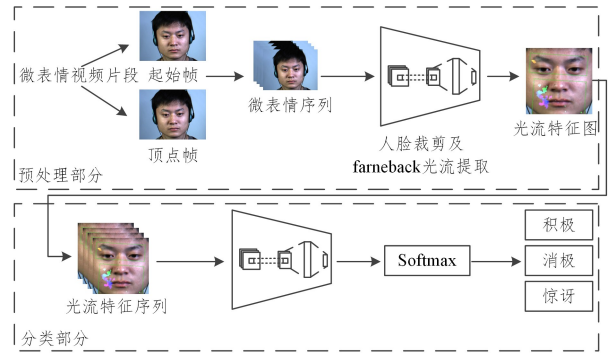 微表情视频片段
起始帧
顶点帧
微表情序列
人脸裁剪及
farneback光流提取
光流特征图
预处理部分
光流特征序列
Softmax
积极
消极
惊讶
分类部分